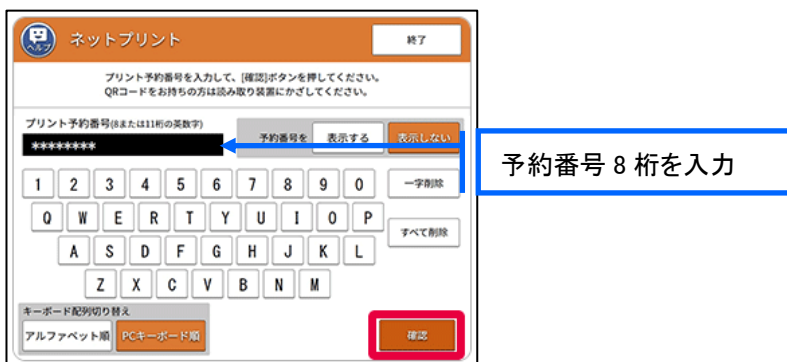 ヘルプ
ネットプリント
終了
プリント予約番号を入力して、[確認]ボタンを押してください。
QRコードをお持ちの方は読み取り装置にかざしてください。
プリント予約番号(8または11桁の英数字)
********
予約番号を 表示する 表示しない
予約番号 8 桁を入力
1 2 3 4 5 6 7 8 9 0 一字削除
Q W E R T Y U I O P
すべて削除
A S D F G H J K L
Z X C V B N M
キーボード配列切り替え
アルファベット順 PCキーボード順
確認